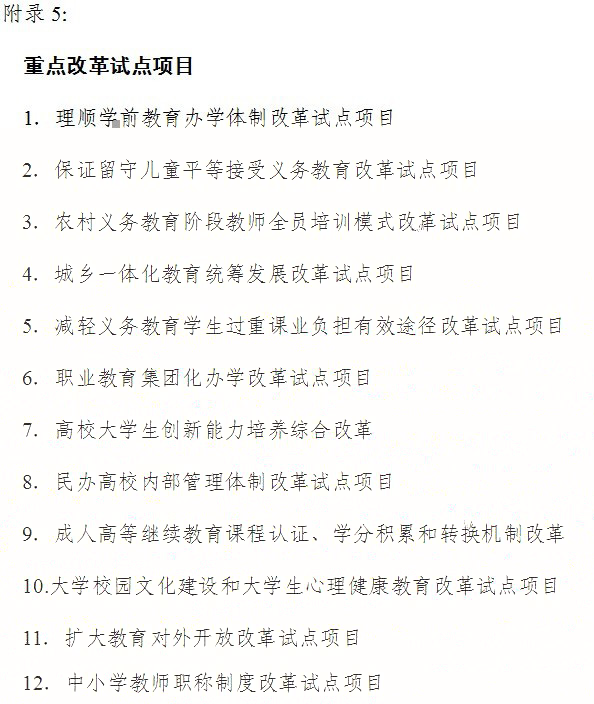 附录 5:
重点改革试点项目
1. 理顺学前教育办学体制改革试点项目
2. 保证留守儿童平等接受义务教育改革试点项目
3. 农村义务教育阶段教师全员培训模式改革试点项目
4. 城乡一体化教育统筹发展改革试点项目
5. 减轻义务教育学生过重课业负担有效途径改革试点项目
6. 职业教育集团化办学改革试点项目
7. 高校大学生创新能力培养综合改革
8. 民办高校内部管理体制改革试点项目
9. 成人高等继续教育课程认证、学分积累和转换机制改革
10.大学校园文化建设和大学生心理健康教育改革试点项目
11. 扩大教育对外开放改革试点项目
12. 中小学教师职称制度改革试点项目